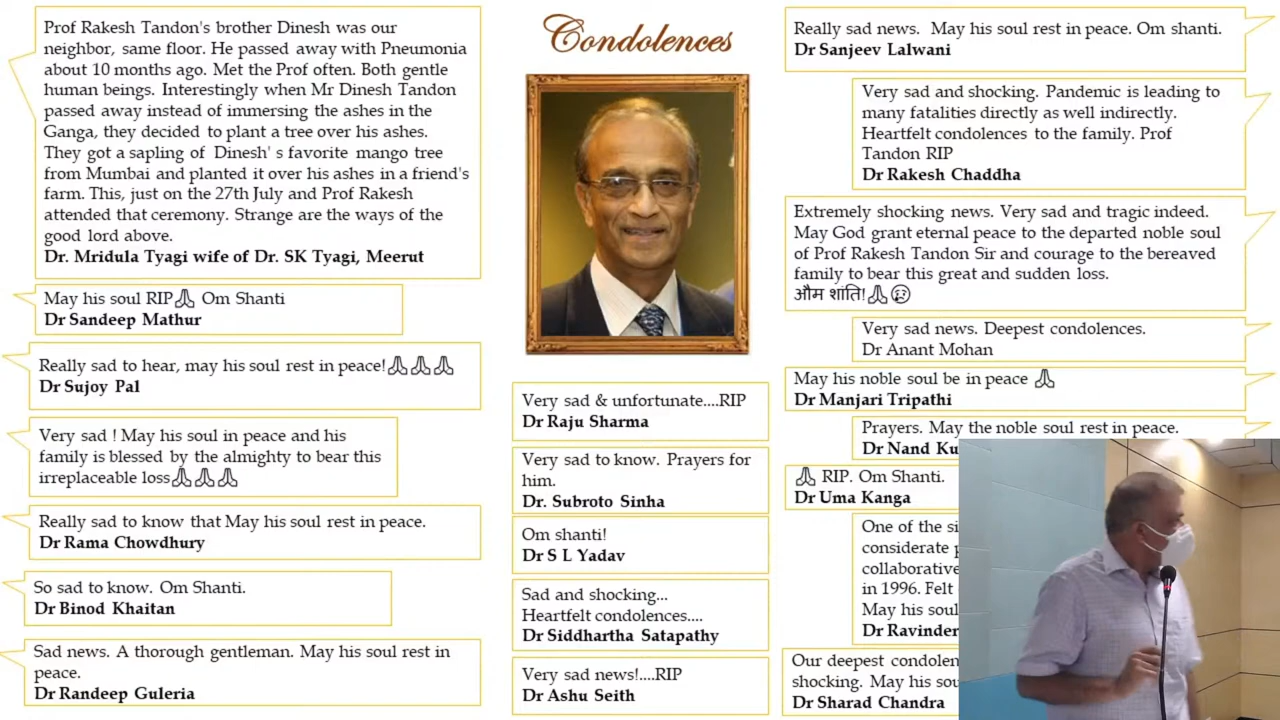 Condolences
Prof Rakesh Tandon's brother Dinesh was our
neighbor, same floor. He passed away with Pneumonia
about 10 months ago. Met the Prof often. Both gentle
human beings. Interestingly when Mr Dinesh Tandon
passed away instead of immersing the ashes in the
Ganga, they decided to plant a tree over his ashes.
They got a sapling of Dinesh' s favorite mango tree
from Mumbai and planted it over his ashes in a friend's
farm. This, just on the 27th July and Prof Rakesh
attended that ceremony. Strange are the ways of the
good lord above.
Dr. Mridula Tyagi wife of Dr. SK Tyagi, Meerut
May his soul RIP🙏 Om Shanti
Dr Sandeep Mathur
Really sad to hear, may his soul rest in peace!🙏🙏🙏
Dr Sujoy Pal
Very sad ! May his soul in peace and his
family is blessed by the almighty to bear this
irreplaceable loss🙏🙏🙏
Really sad to know that May his soul rest in peace.
Dr Rama Chowdhury
So sad to know. Om Shanti.
Dr Binod Khaitan
Sad news. A thorough gentleman. May his soul rest in
peace.
Dr Randeep Guleria
Very sad & unfortunate....RIP
Dr Raju Sharma
Very sad to know. Prayers for
him.
Dr. Subroto Sinha
Om shanti!
Dr S L Yadav
Sad and shocking...
Heartfelt condolences....
Dr Siddhartha Satapathy
Very sad news!....RIP
Dr Ashu Seith
Really sad news. May his soul rest in peace. Om shanti.
Dr Sanjeev Lalwani
Very sad and shocking. Pandemic is leading to
many fatalities directly as well indirectly.
Heartfelt condolences to the family. Prof
Tandon RIP
Dr Rakesh Chaddha
Extremely shocking news. Very sad and tragic indeed.
May God grant eternal peace to the departed noble soul
of Prof Rakesh Tandon Sir and courage to the bereaved
family to bear this great and sudden loss.
औम शांति!🙏😢
Very sad news. Deepest condolences.
Dr Anant Mohan
May his noble soul be in peace 🙏
Dr Manjari Tripathi
Prayers. May the noble soul rest in peace.
Dr Nand
🙏 RIP. Om Shanti.
Dr Uma Kanga
One of the
considerate
collaborative
in 1996. Felt
May his soul
Dr Ravinder
Our deepest
shocking. May his
Dr Sharad Chandra